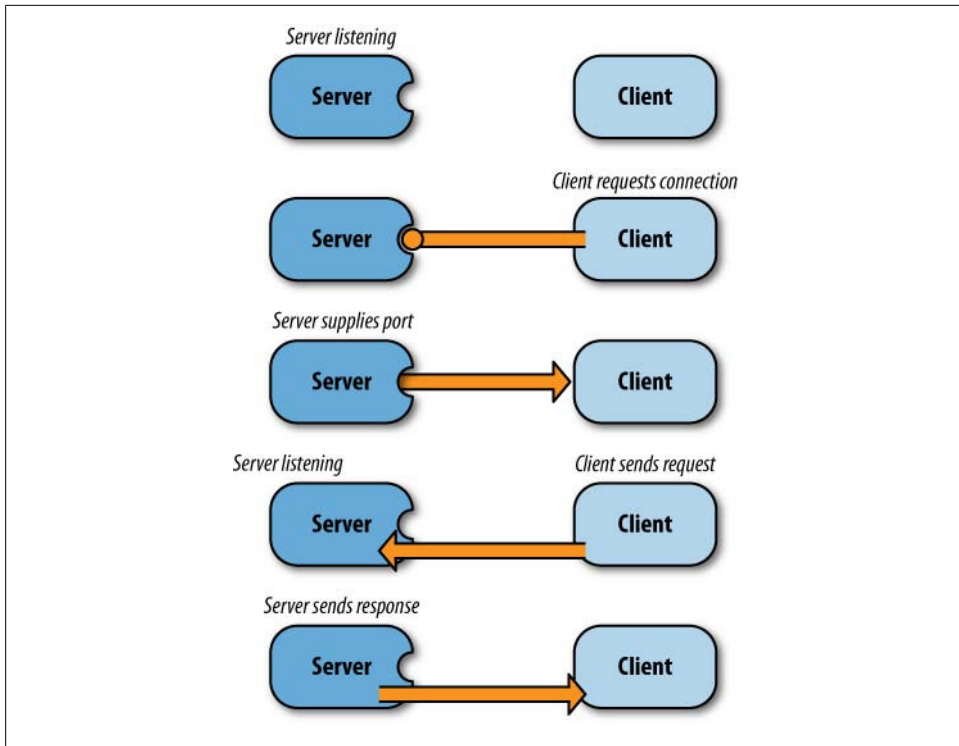 Server listening
Server
Client
Client requests connection
Server
Client
Server supplies port
Server
Client
Server listening
Client sends request
Server
Client
Server sends response
Server
Client